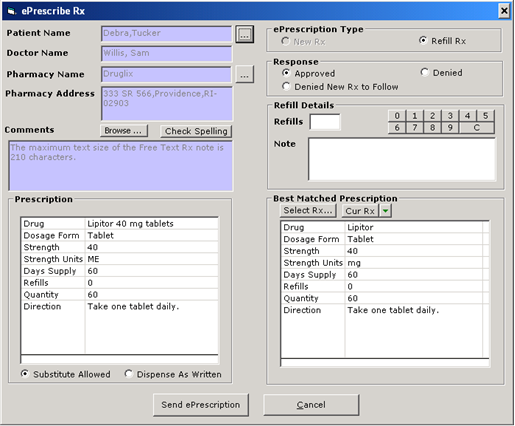 ePrescribe Rx
Patient Name Debra,Tucker ...
Doctor Name Willis, Sam
Pharmacy Name Druglix ...
Pharmacy Address 333 SR 566,Providence,RI-
02903
Comments Browse ... Check Spelling
The maximum text size of the Free Text Rx note is
210 characters.
Prescription
Drug Lipitor 40 mg tablets
Dosage Form Tablet
Strength 40
Strength Units ME
Days Supply 60
Refills 0
Quantity 60
Direction Take one tablet daily.
Substitute Allowed Dispense As Written
ePrescription Type
New Rx Refill Rx
Response
Approved Denied
Denied New Rx to Follow
Refill Details
Refills 0 1 2 3 4 5
6 7 8 9 C
Note
Best Matched Prescription
Select Rx... Cur Rx
Drug Lipitor
Dosage Form Tablet
Strength 40
Strength Units mg
Days Supply 60
Refills 0
Quantity 60
Direction Take one tablet daily.
Send ePrescription Cancel